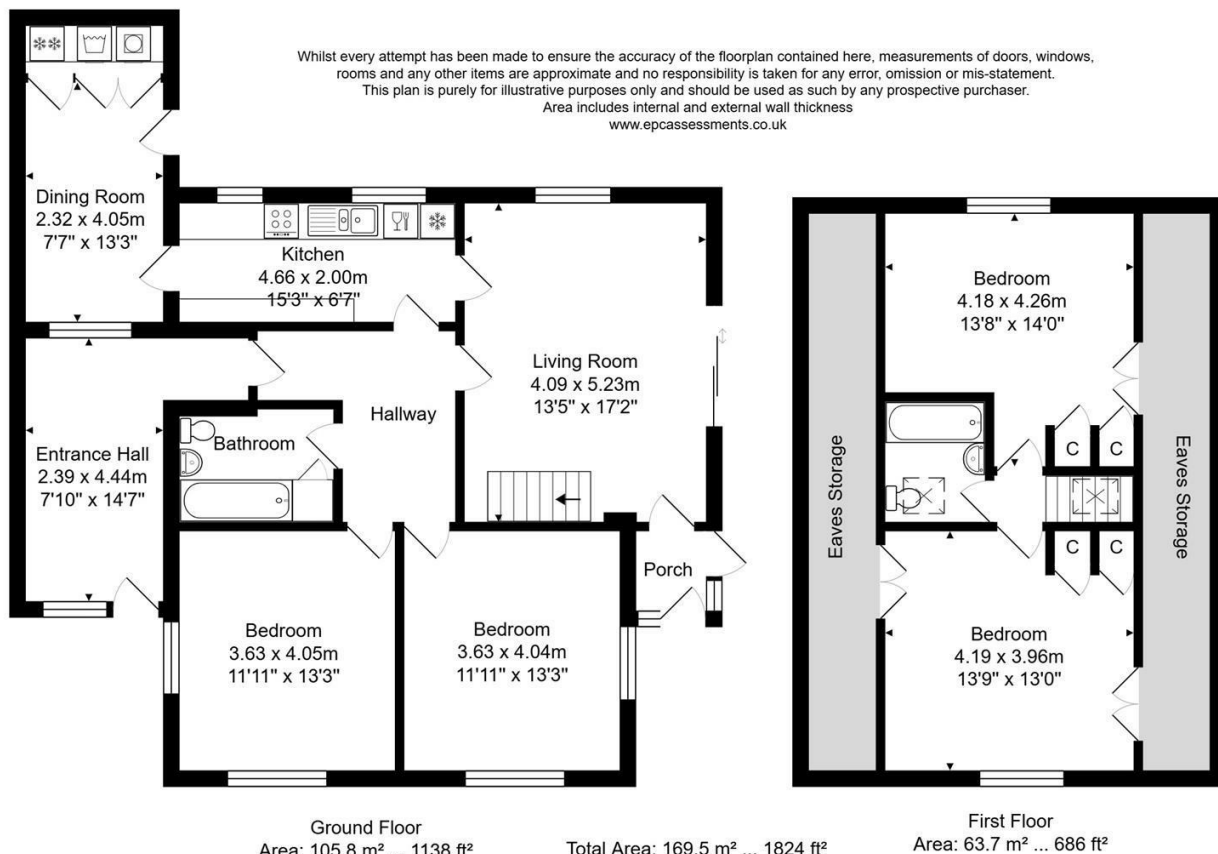 Whilst every attempt has been made to ensure the accuracy of the floorplan contained here, measurements of doors, windows,
rooms and any other items are approximate and no responsibility is taken for any error, omission or mis-statement.
This plan is purely for illustrative purposes only and should be used as such by any prospective purchaser.
Area includes internal and external wall thickness
www.epcassessments.co.uk
Dining Room
2.32 x 4.05m
7'7" x 13'3"
Kitchen
4.66 x 2.00m
15'3" x 6'7"
Living Room
4.09 x 5.23m
13'5" x 17'2"
Hallway
Bathroom
Entrance Hall
2.39 x 4.44m
7'10" x 14'7"
Porch
Bedroom
3.63 x 4.05m
11'11" x 13'3"
Bedroom
3.63 x 4.04m
11'11" x 13'3"
Bedroom
4.18 x 4.26m
13'8" x 14'0"
C
C
Eaves Storage
Eaves Storage
C
C
Bedroom
4.19 x 3.96m
13'9" x 13'0"
Ground Floor
Area: 105.8 m² ... 1138 ft²
Total Area: 169.5 m² ... 1824 ft²
First Floor
Area: 63.7 m² ... 686 ft²